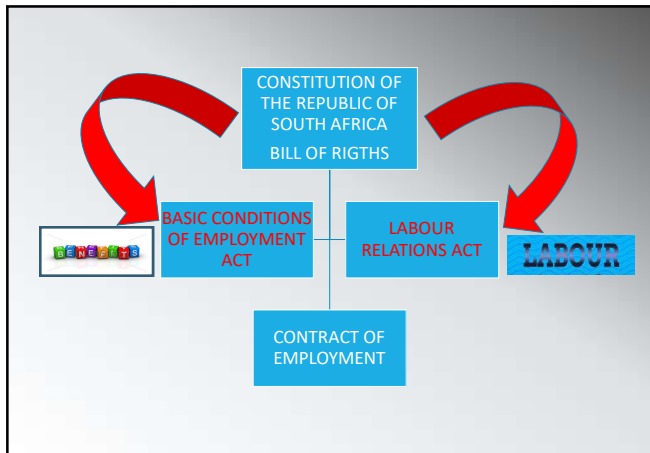 CONSTITUTION OF
THE REPUBLIC OF
SOUTH AFRICA
BILL OF RIGTHS
BASIC CONDITIONS
OF EMPLOYMENT
ACT
LABOUR
RELATIONS ACT
BENEFITS
LABOUR
CONTRACT OF
EMPLOYMENT